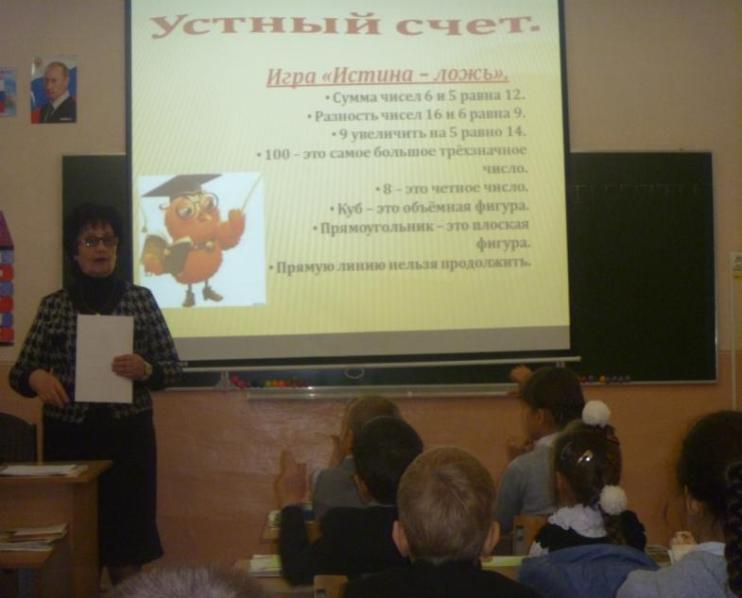 Устный счет.
Игра «Истина – ложь».
• Сумма чисел 6 и 5 равна 12.
• Разность чисел 16 и 6 равна 9.
• 9 увеличить на 5 равно 14.
• 100 – это самое большое трёхзначное
число.
• 8 – это четное число.
• Куб – это объёмная фигура.
• Прямоугольник – это плоская
фигура.
• Прямую линию нельзя продолжить.